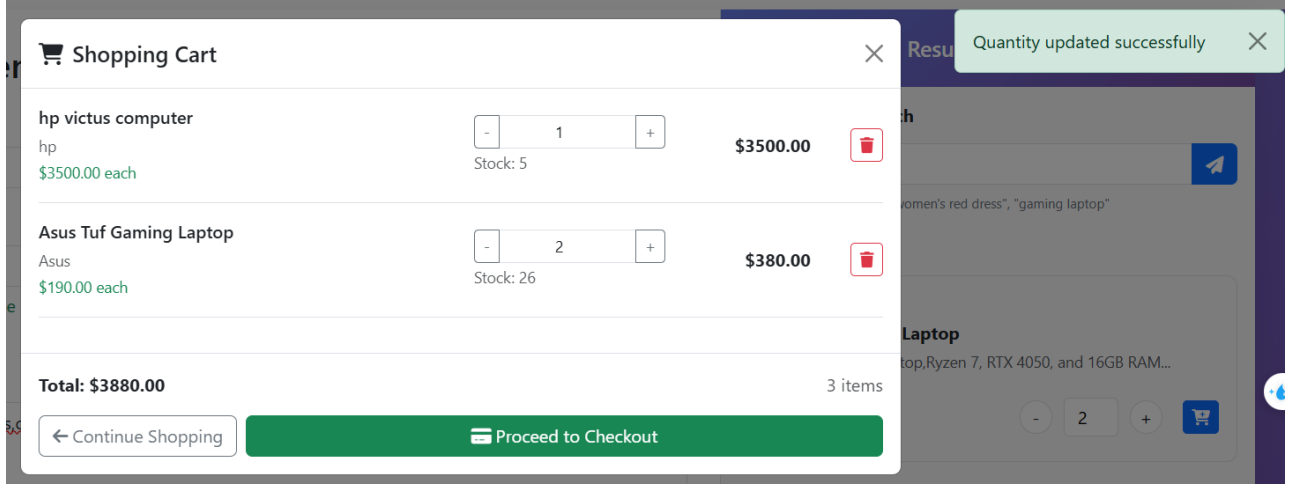 Shopping Cart
hp victus computer
hp
$3500.00 each
- 1 +
Stock: 5
$3500.00
Asus Tuf Gaming Laptop
Asus
$190.00 each
- 2 +
Stock: 26
$380.00
Total: $3880.00
3 items
Continue Shopping
Proceed to Checkout
Quantity updated successfully
Resu
women's red dress", "gaming laptop"
Laptop
top,Ryzen 7, RTX 4050, and 16GB RAM...
- 2 +